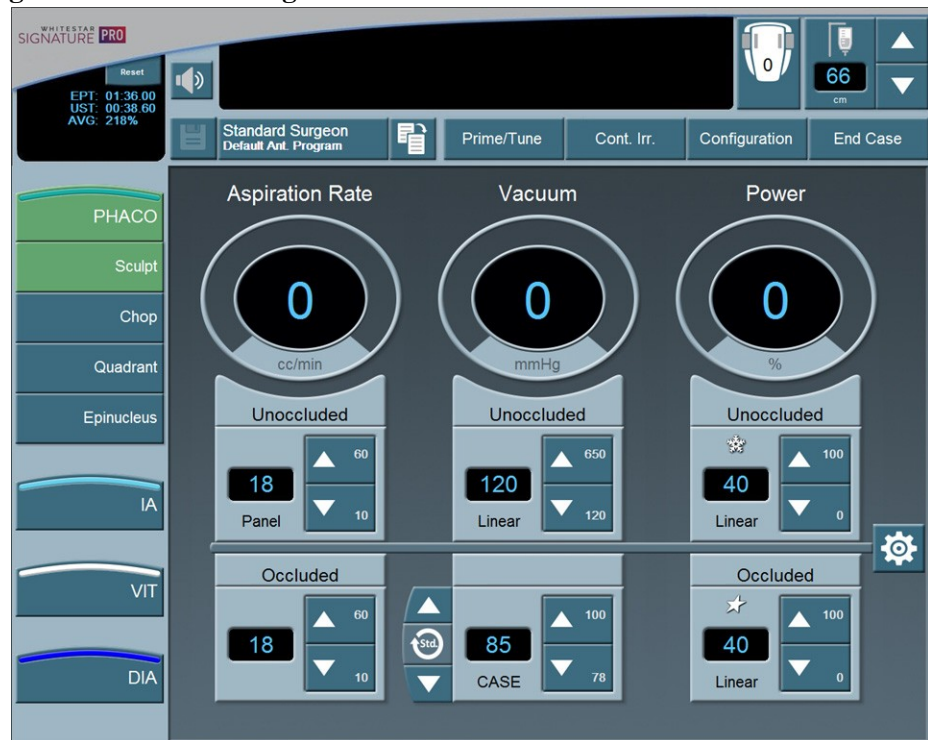 WHITESTAR
SIGNATURE PRO
Reset
EPT: 01:36.00
UST: 00:38.60
AVG: 218%
0
66
cm
Standard Surgeon
Default Ant. Program
Prime/Tune
Cont. Irr.
Configuration
End Case
PHACO
Sculpt
Chop
Quadrant
Epinucleus
IA
VIT
DIA
Aspiration Rate
0
cc/min
Unoccluded
18
Panel
60
10
Occluded
18
60
10
Vacuum
0
mmHg
Unoccluded
120
Linear
650
120
Std.
85
CASE
100
78
Power
0
%
Unoccluded
40
Linear
100
0
Occluded
40
Linear
100
0